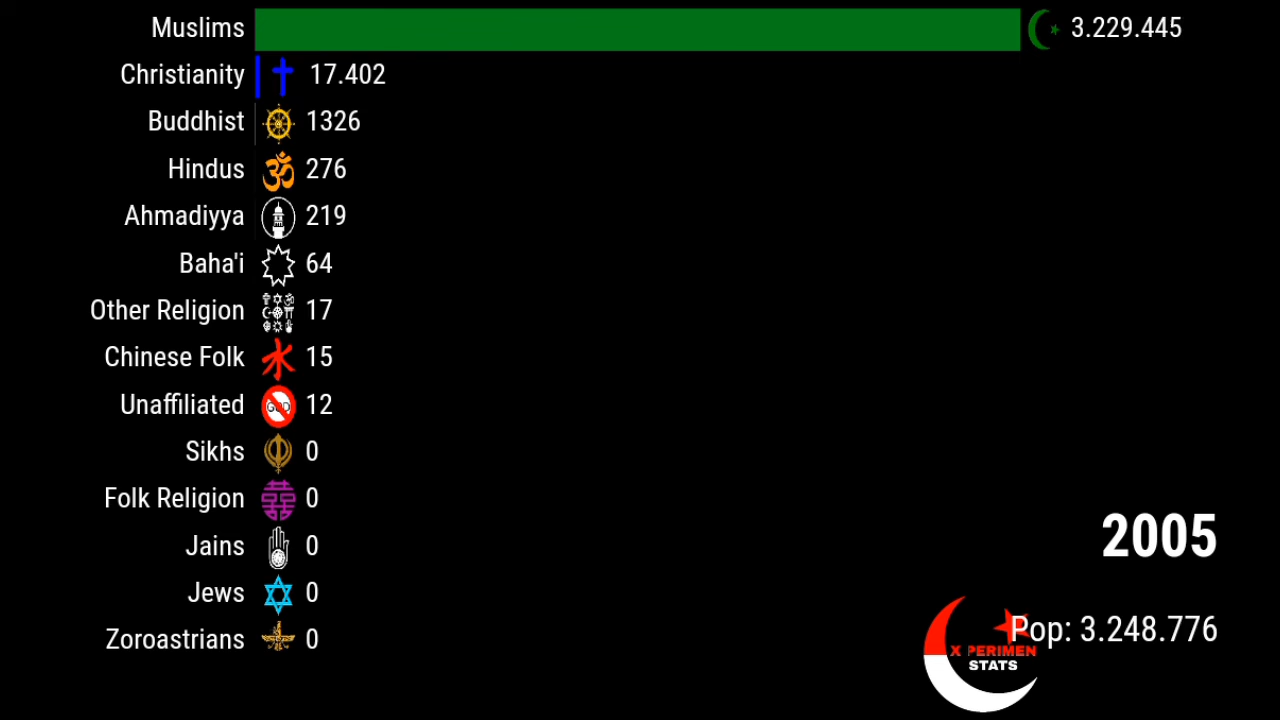 Muslims 3.229.445
Christianity 17.402
Buddhist 1326
Hindus 276
Ahmadiyya 219
Baha'i 64
Other Religion 17
Chinese Folk 15
Unaffiliated GOD 12
Sikhs 0
Folk Religion 0
Jains 0
Jews 0
Zoroastrians 0
2005
Pop: 3.248.776
X PERIMEN
STATS